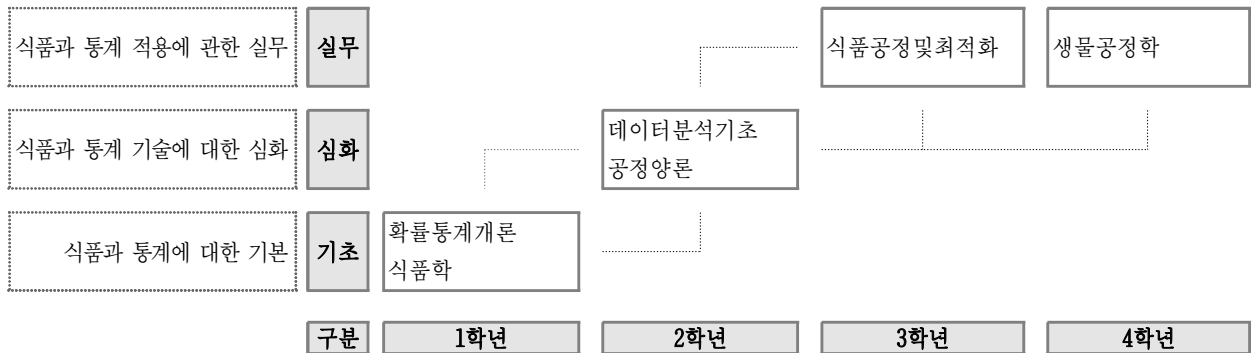 식품과 통계 적용에 관한 실무 실무 식품공정및최적화 생물공정학
식품과 통계 기술에 대한 심화 심화 데이터분석기초
공정양론
식품과 통계에 대한 기본 기초 확률통계개론
식품학
구분 1학년 2학년 3학년 4학년